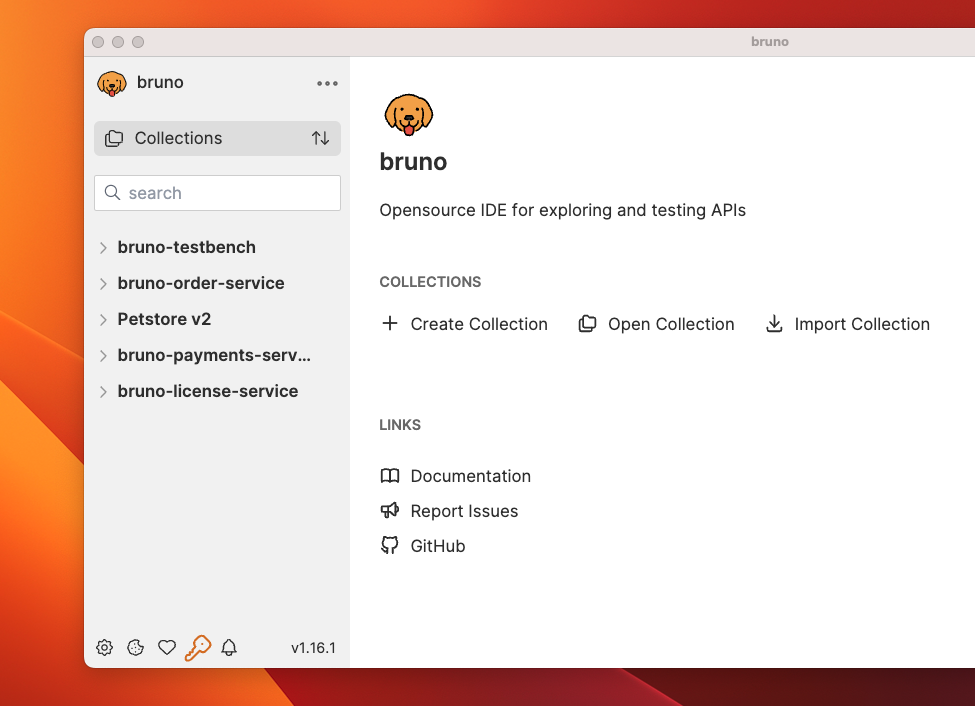 bruno
bruno
Collections
search
bruno-testbench
bruno-order-service
Petstore v2
bruno-payments-serv...
bruno-license-service
v1.16.1
bruno
Opensource IDE for exploring and testing APIs
COLLECTIONS
Create Collection Open Collection Import Collection
LINKS
Documentation
Report Issues
GitHub